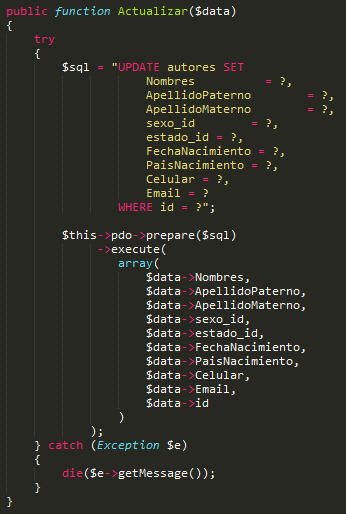 public function Actualizar($data)
{
    try
    {
        $sql = "UPDATE autores SET
                    Nombres          = ?,
                    ApellidoPaterno        = ?,
                    ApellidoMaterno        = ?,
                    sexo_id        = ?,
                    estado_id = ?,
                    FechaNacimiento = ?,
                    PaisNacimiento = ?,
                    Celular = ?,
                    Email = ?
                WHERE id = ?";
        $this->pdo->prepare($sql)
             ->execute(
                array(
                    $data->Nombres,
                    $data->ApellidoPaterno,
                    $data->ApellidoMaterno,
                    $data->sexo_id,
                    $data->estado_id,
                    $data->FechaNacimiento,
                    $data->PaisNacimiento,
                    $data->Celular,
                    $data->Email,
                    $data->id
                )
            );
    } catch (Exception $e)
    {
        die($e->getMessage());
    }
}